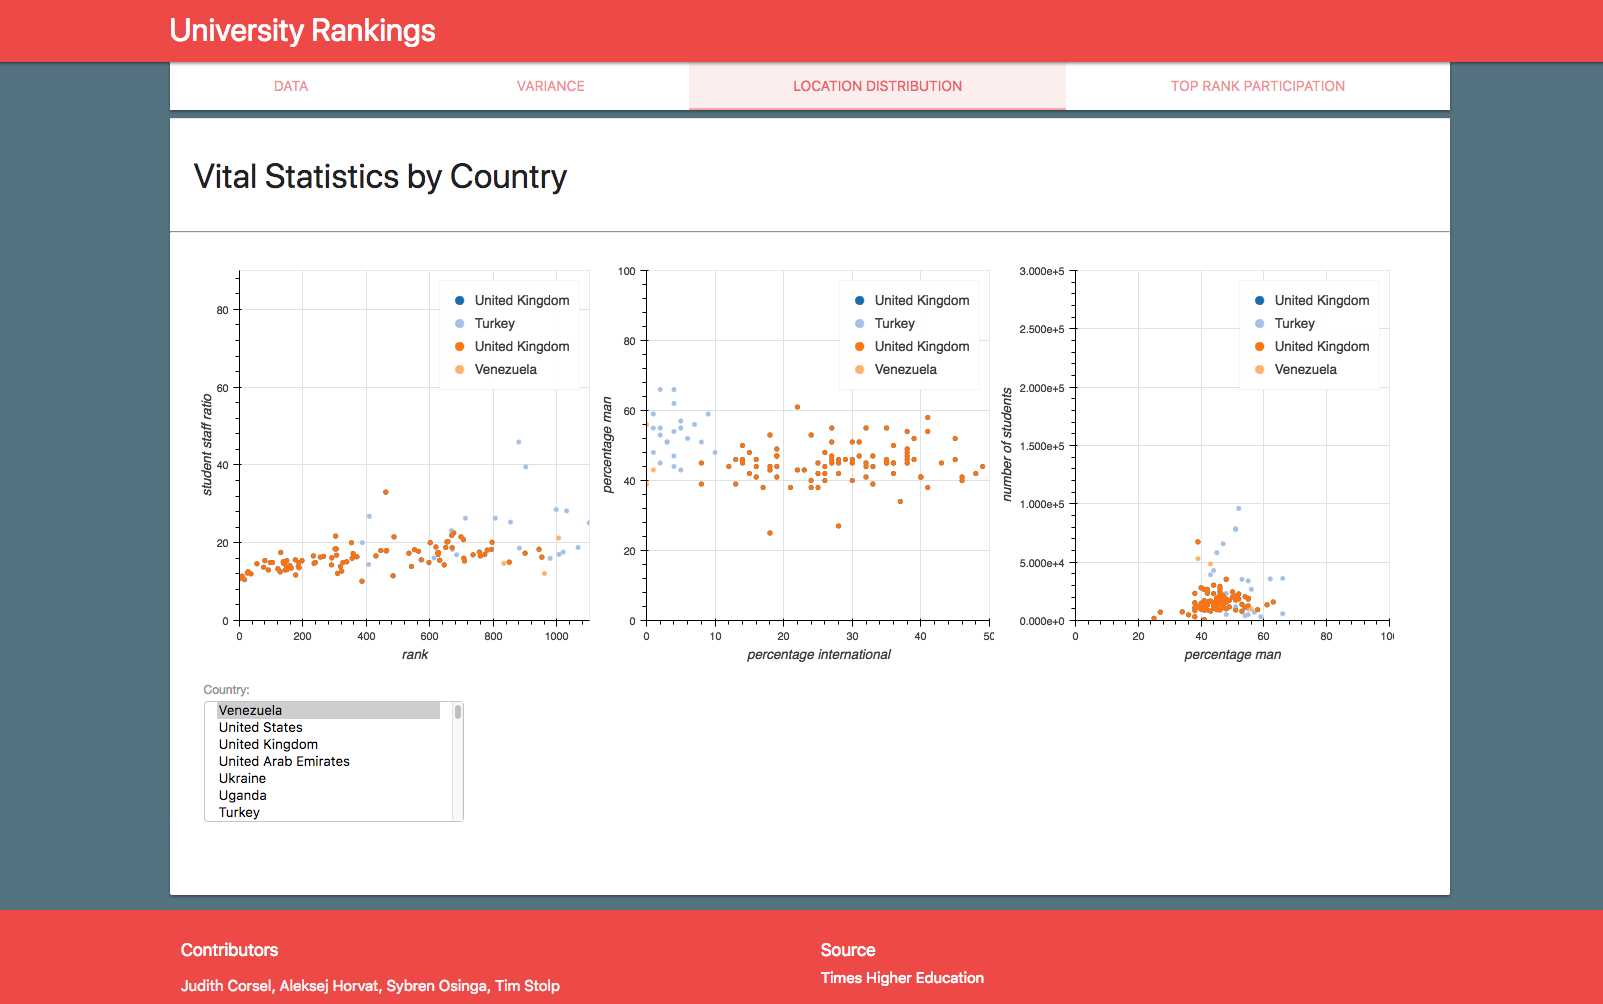 University Rankings
DATA VARIANCE LOCATION DISTRIBUTION TOP RANK PARTICIPATION
Vital Statistics by Country
80
60
40
20
0
student staff ratio
0 200 400 600 800 1000
rank
United Kingdom
Turkey
United Kingdom
Venezuela
100
80
60
40
20
0
percentage man
0 10 20 30 40 50
percentage international
United Kingdom
Turkey
United Kingdom
Venezuela
3.000e+5
2.500e+5
2.000e+5
1.500e+5
1.000e+5
5.000e+4
0.000e+0
number of students
0 20 40 60 80 10
percentage man
United Kingdom
Turkey
United Kingdom
Venezuela
Country:
Venezuela
United States
United Kingdom
United Arab Emirates
Ukraine
Uganda
Turkey
Contributors
Judith Corsel, Aleksej Horvat, Sybren Osinga, Tim Stolp
Source
Times Higher Education